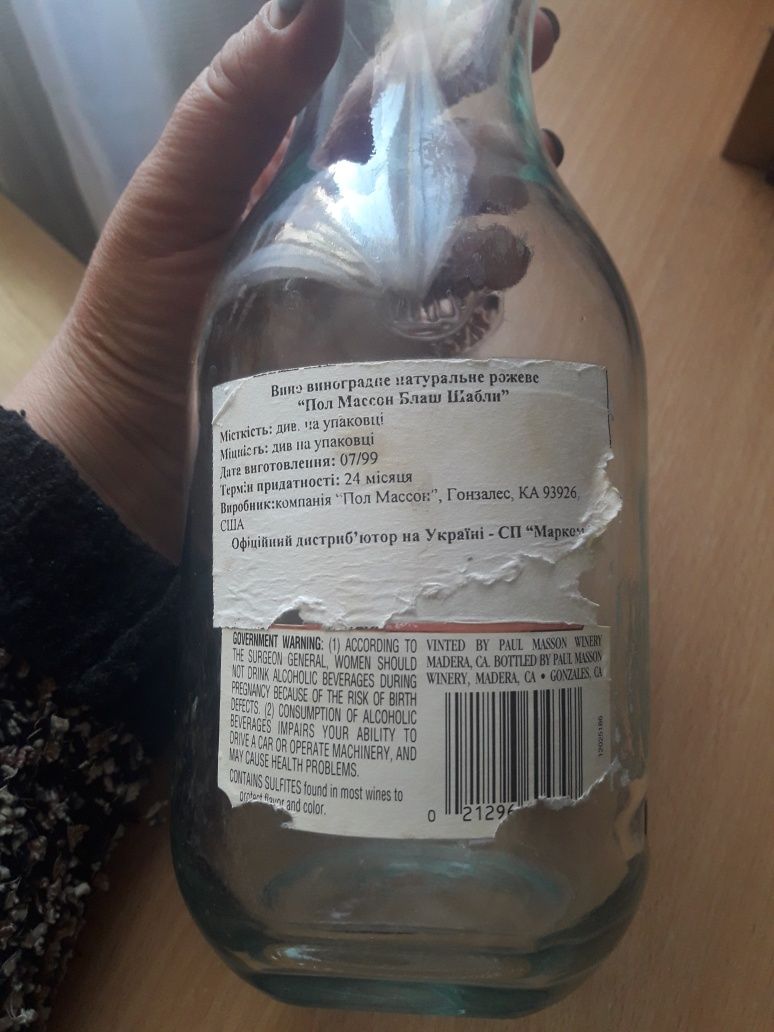 Вино виноградне натуральне рожеве
“Пол Массон Блаш Шабли”
Місткість: див. на упаковці
Міцність: див на упаковці
Дата виготовлення: 07/99
Термін придатності: 24 місяця
Виробник:компанія “Пол Массон”, Гонзалес, КА 93926,
США
Офіційний дистриб’ютор на Україні - СП
GOVERNMENT WARNING: (1) ACCORDING TO
THE SURGEON GENERAL, WOMEN SHOULD
NOT DRINK ALCOHOLIC BEVERAGES DURING
PREGNANCY BECAUSE OF THE RISK OF BIRTH
DEFECTS. (2) CONSUMPTION OF ALCOHOLIC
BEVERAGES IMPAIRS YOUR ABILITY TO
DRIVE A CAR OR OPERATE MACHINERY, AND
MAY CAUSE HEALTH PROBLEMS.
CONTAINS SULFITES found in most wines to
protect flavor and color.
VINTED BY PAUL MASSON WINERY
MADERA, CA. BOTTLED BY PAUL MASSON
WINERY, MADERA, CA • GONZALES, CA
12025186
0 21296